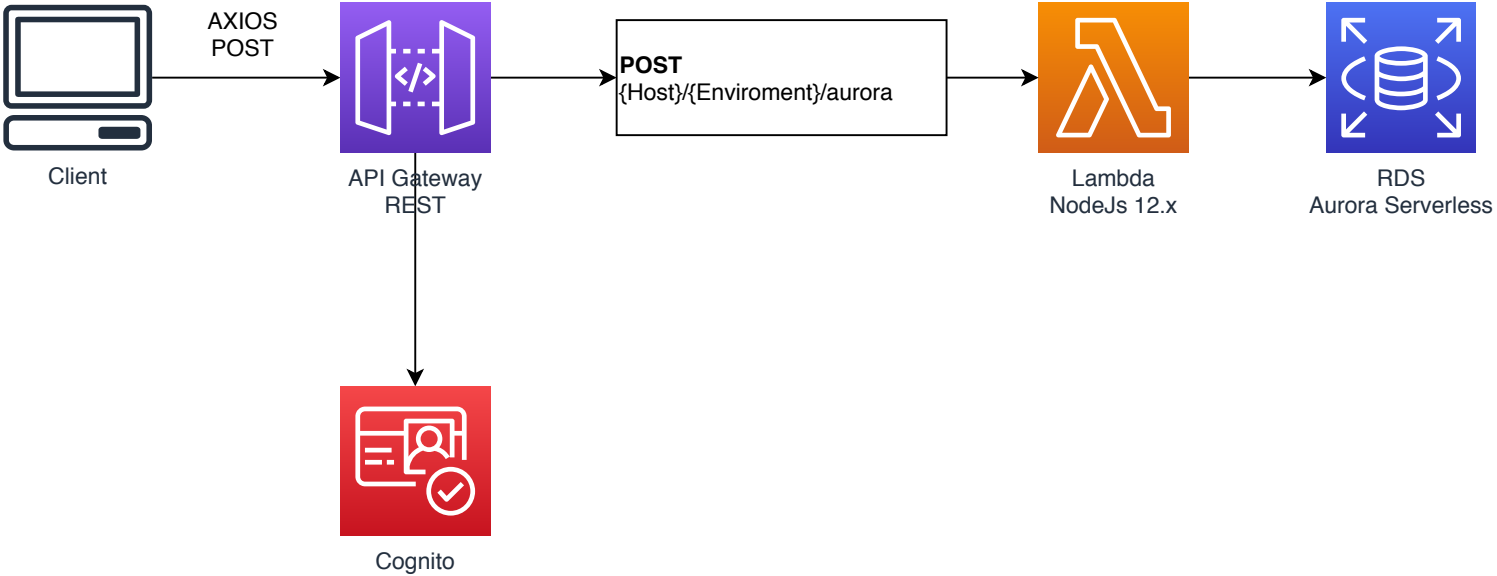 AXIOS
POST
POST
{Host}/{Enviroment}/aurora
Client
API Gateway
REST
Lambda
NodeJs 12.x
RDS
Aurora Serverless
Cognito